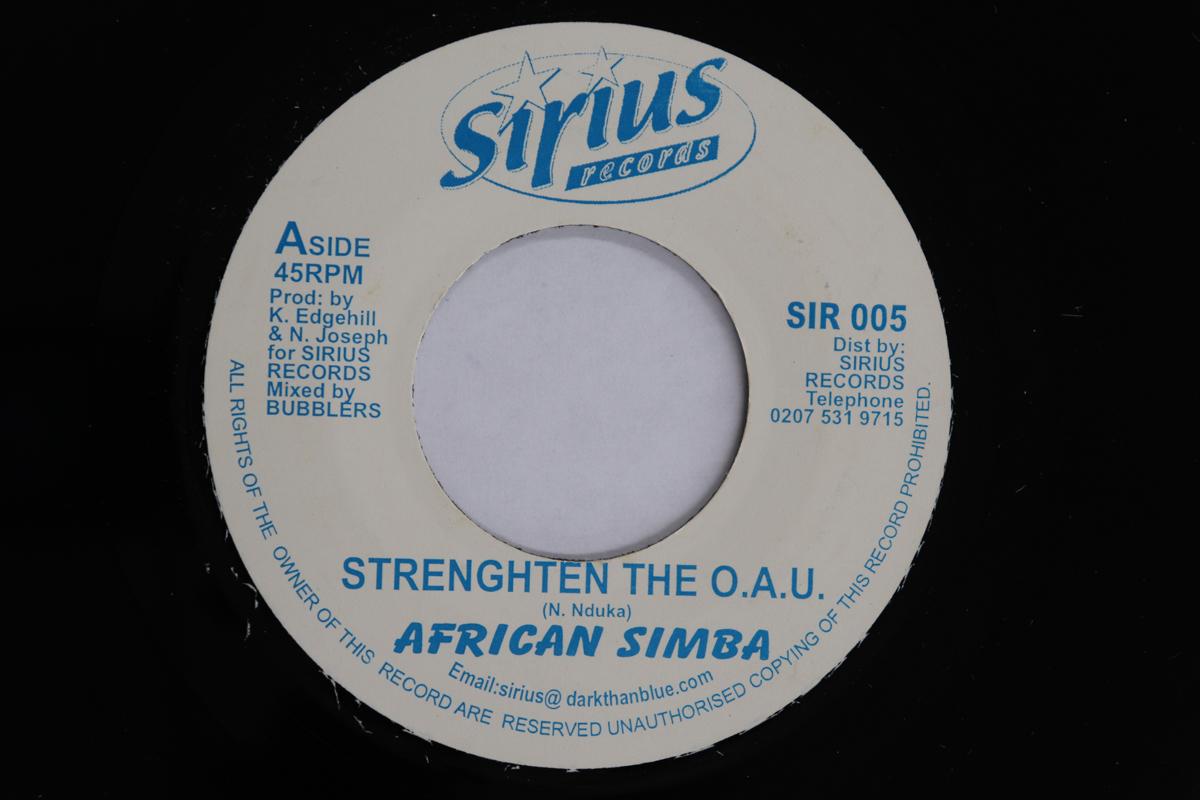 Sirius
records
ASIDE
45RPM
Prod: by
K. Edgehill
& N. Joseph
for SIRIUS
RECORDS
Mixed by
BUBBLERS
SIR 005
Dist by:
SIRIUS
RECORDS
Telephone
0207 531 9715
STRENGHTEN THE O.A.U.
(N. Nduka)
AFRICAN SIMBA
Email:sirius@ darkthanblue.com
ALL RIGHTS OF THE OWNER OF THIS RECORD ARE RESERVED UNAUTHORISED COPYING OF THIS RECORD PROHIBITED.